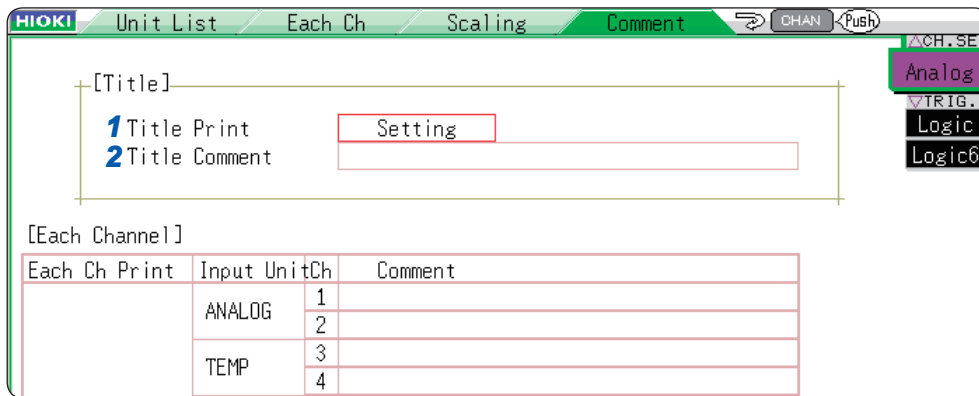 HIOKI Unit List Each Ch Scaling Comment CHAN Push
△CH.SE
Analog
▽TRIG.
Logic
Logic6
[Title]
1 Title Print Setting
2 Title Comment
[Each Channel]
Each Ch Print Input Unit Ch Comment
ANALOG 1
2
TEMP 3
4